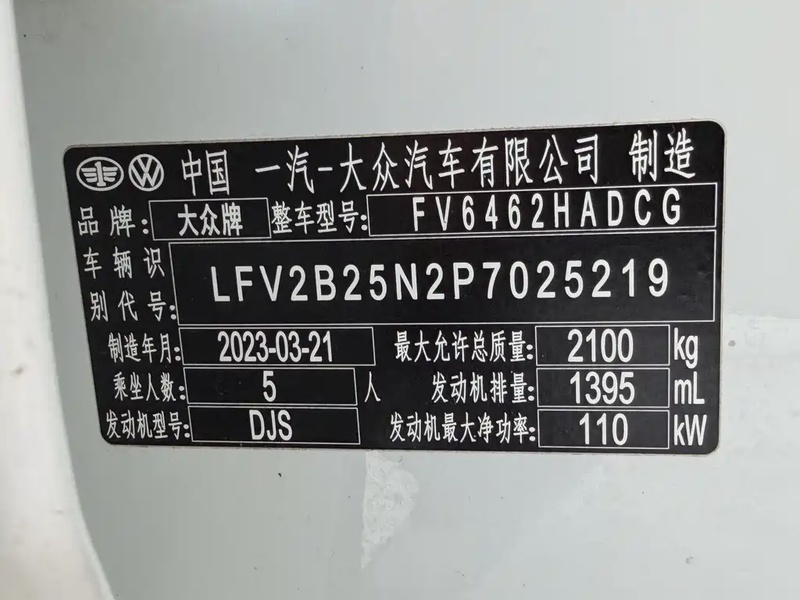 中国 一汽-大众汽车有限公司 制造
品牌: 大众牌 整车型号: FV6462HADCG
车辆识别代号: LFV2B25N2P7025219
制造年月: 2023-03-21 最大允许总质量: 2100 kg
乘坐人数: 5 人 发动机排量: 1395 mL
发动机型号: DJS 发动机最大净功率: 110 kW